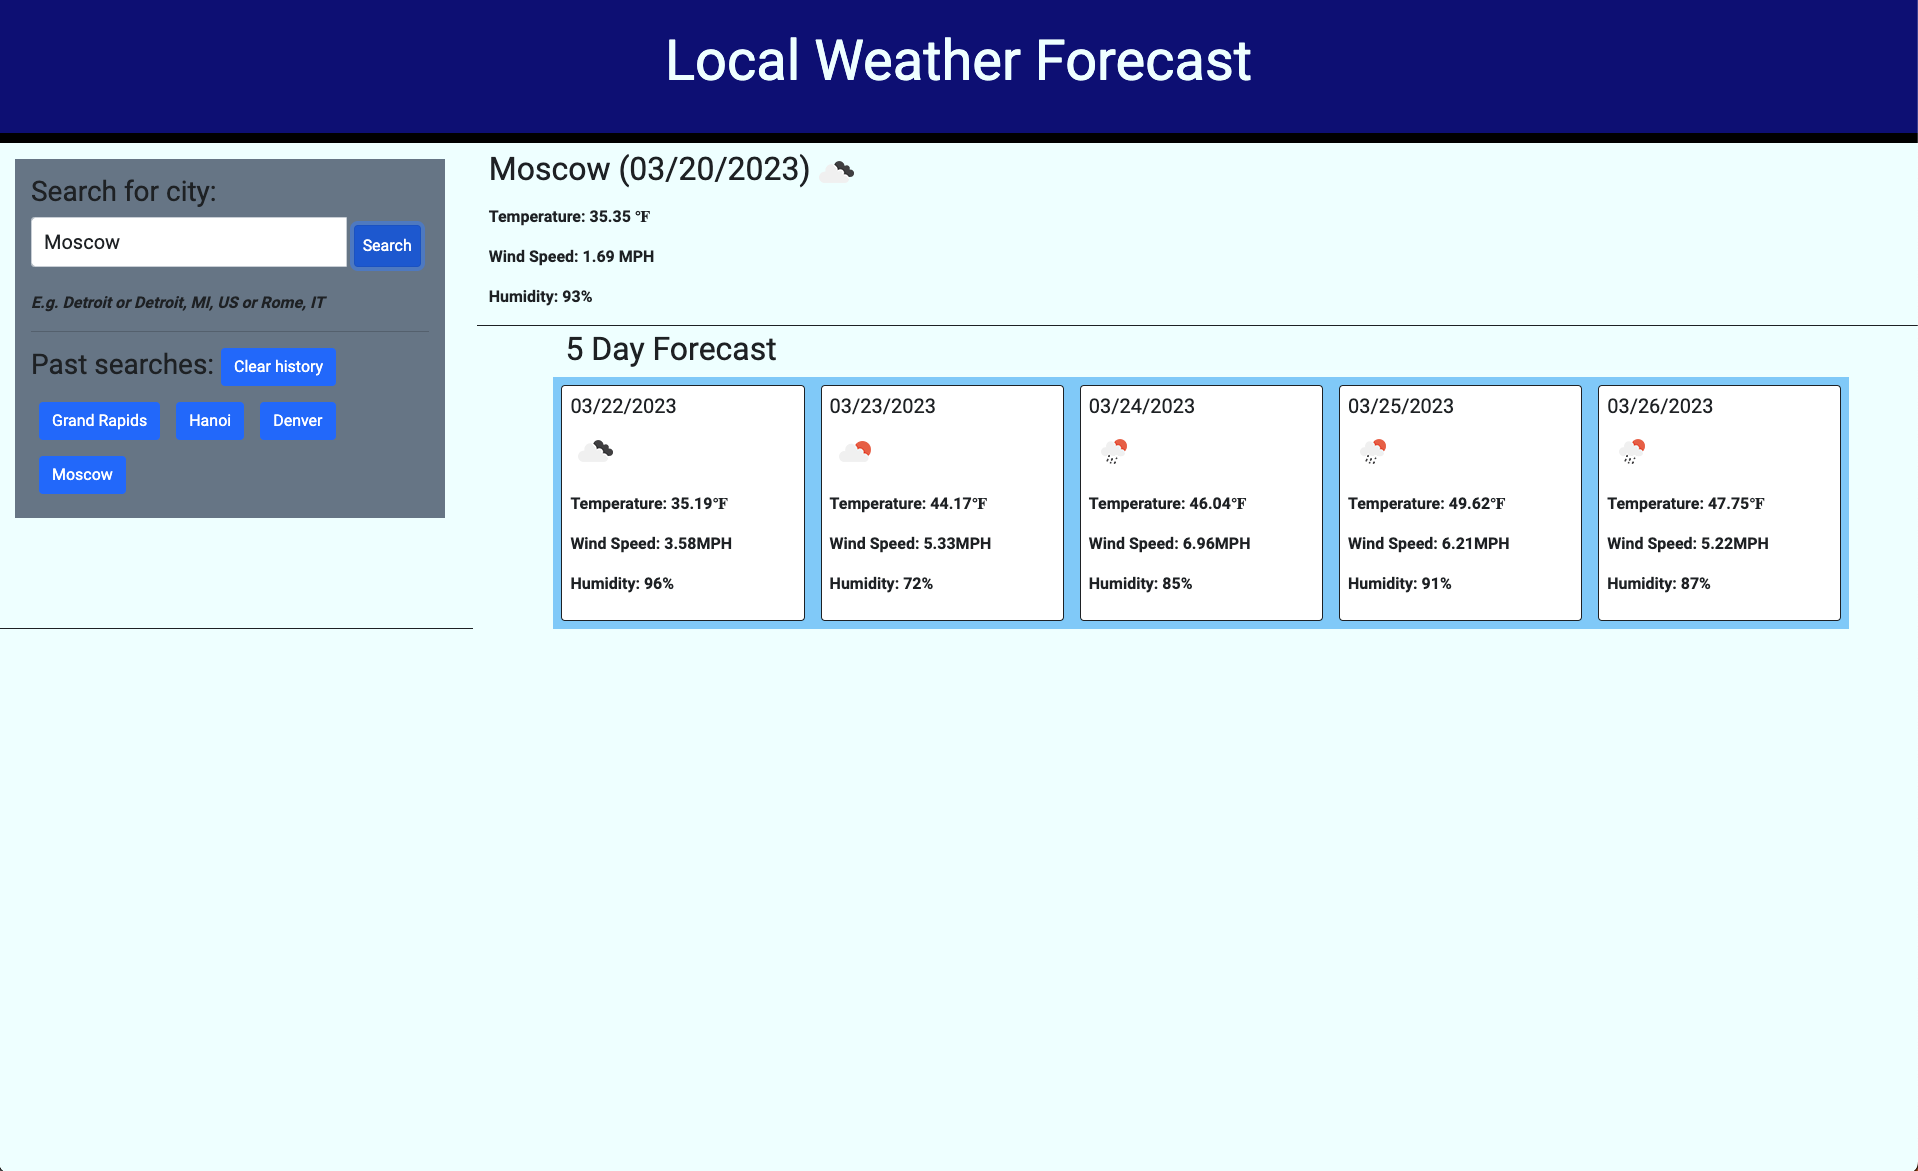 Local Weather Forecast
Search for city:
Moscow
Search
E.g. Detroit or Detroit, MI, US or Rome, IT
Past searches:
Clear history
Grand Rapids
Hanoi
Denver
Moscow
Moscow (03/20/2023)
Temperature: 35.35 °F
Wind Speed: 1.69 MPH
Humidity: 93%
5 Day Forecast
03/22/2023
Temperature: 35.19°F
Wind Speed: 3.58MPH
Humidity: 96%
03/23/2023
Temperature: 44.17°F
Wind Speed: 5.33MPH
Humidity: 72%
03/24/2023
Temperature: 46.04°F
Wind Speed: 6.96MPH
Humidity: 85%
03/25/2023
Temperature: 49.62°F
Wind Speed: 6.21MPH
Humidity: 91%
03/26/2023
Temperature: 47.75°F
Wind Speed: 5.22MPH
Humidity: 87%